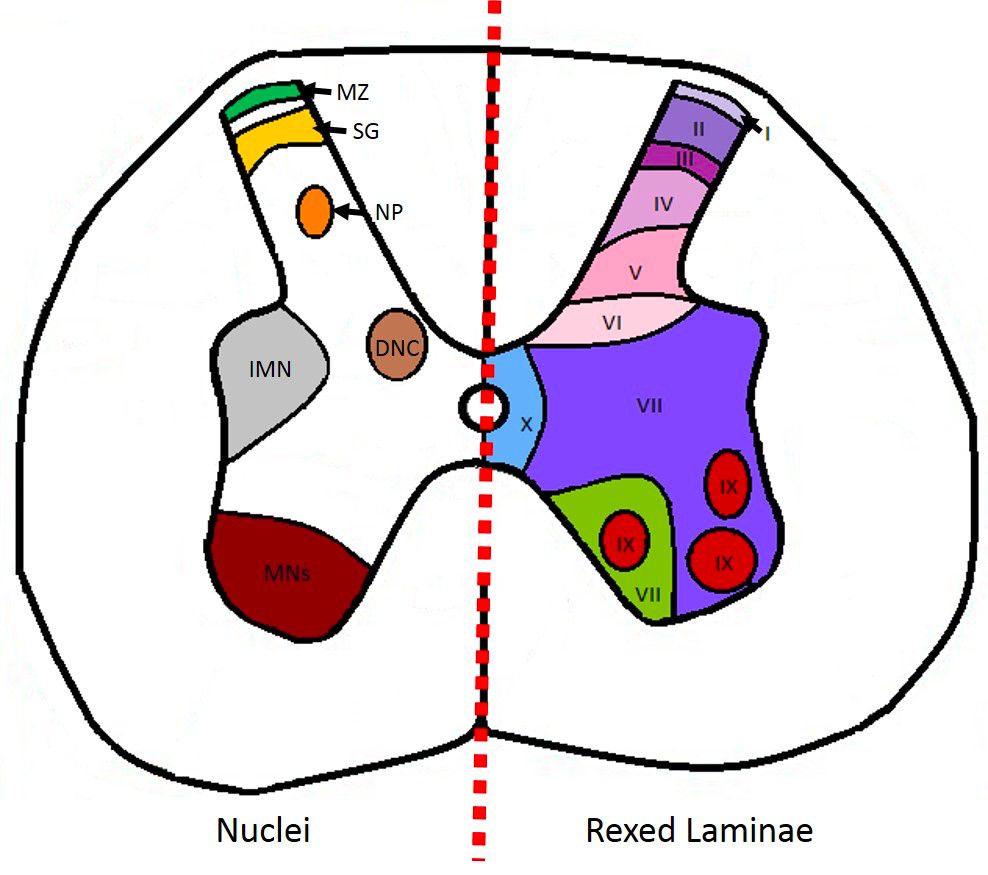 MZ
SG
NP
IMN
DNC
MNs
I
II
III
IV
V
VI
VII
X
IX
IX
IX
VII
Nuclei
Rexed Laminae